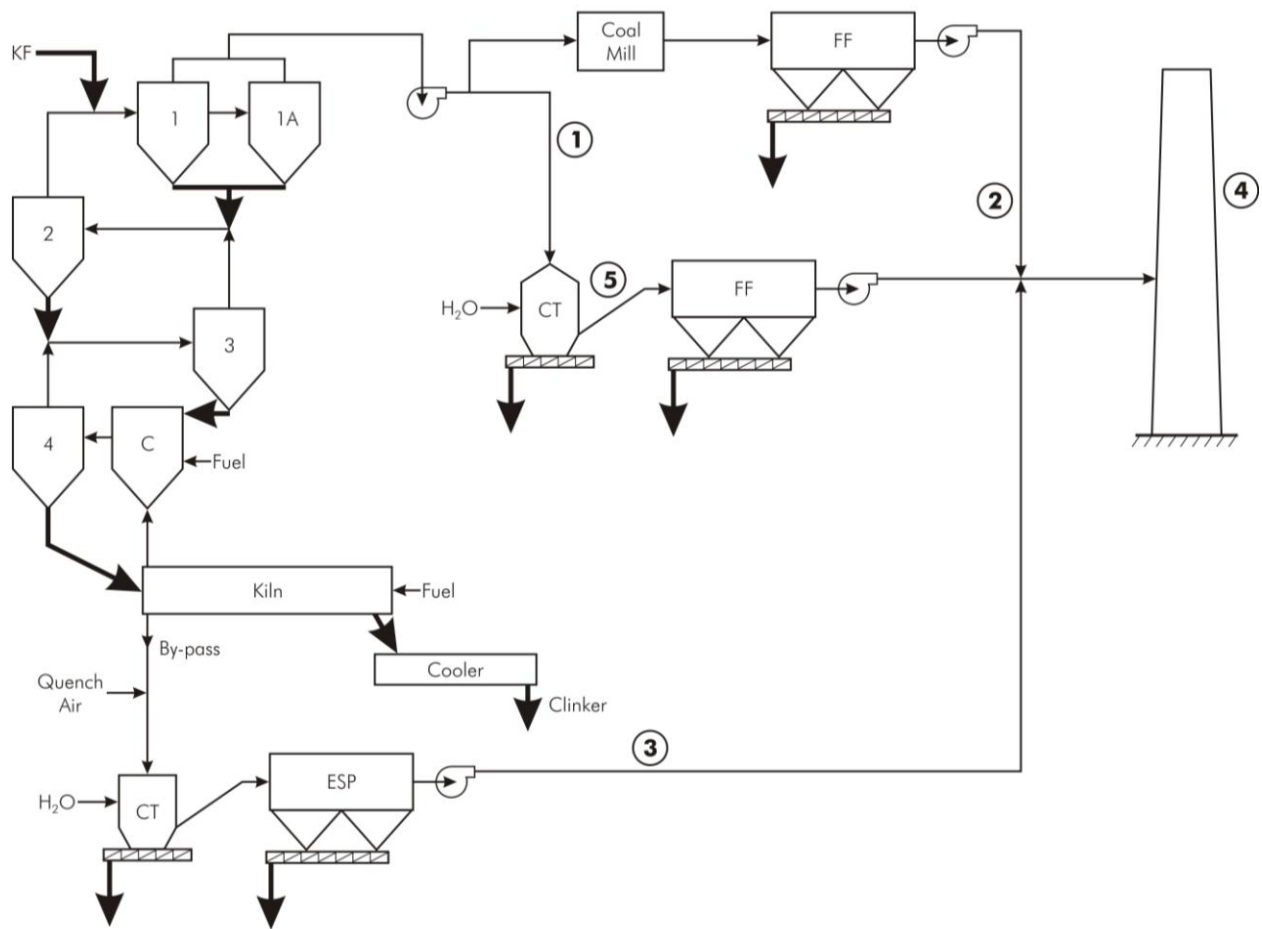 KF
1
1A
Coal
Mill
FF
1
2
2
4
5
H₂O
CT
FF
3
4
C
Fuel
Kiln
Fuel
By-pass
Cooler
Quench
Air
Clinker
3
H₂O
CT
ESP